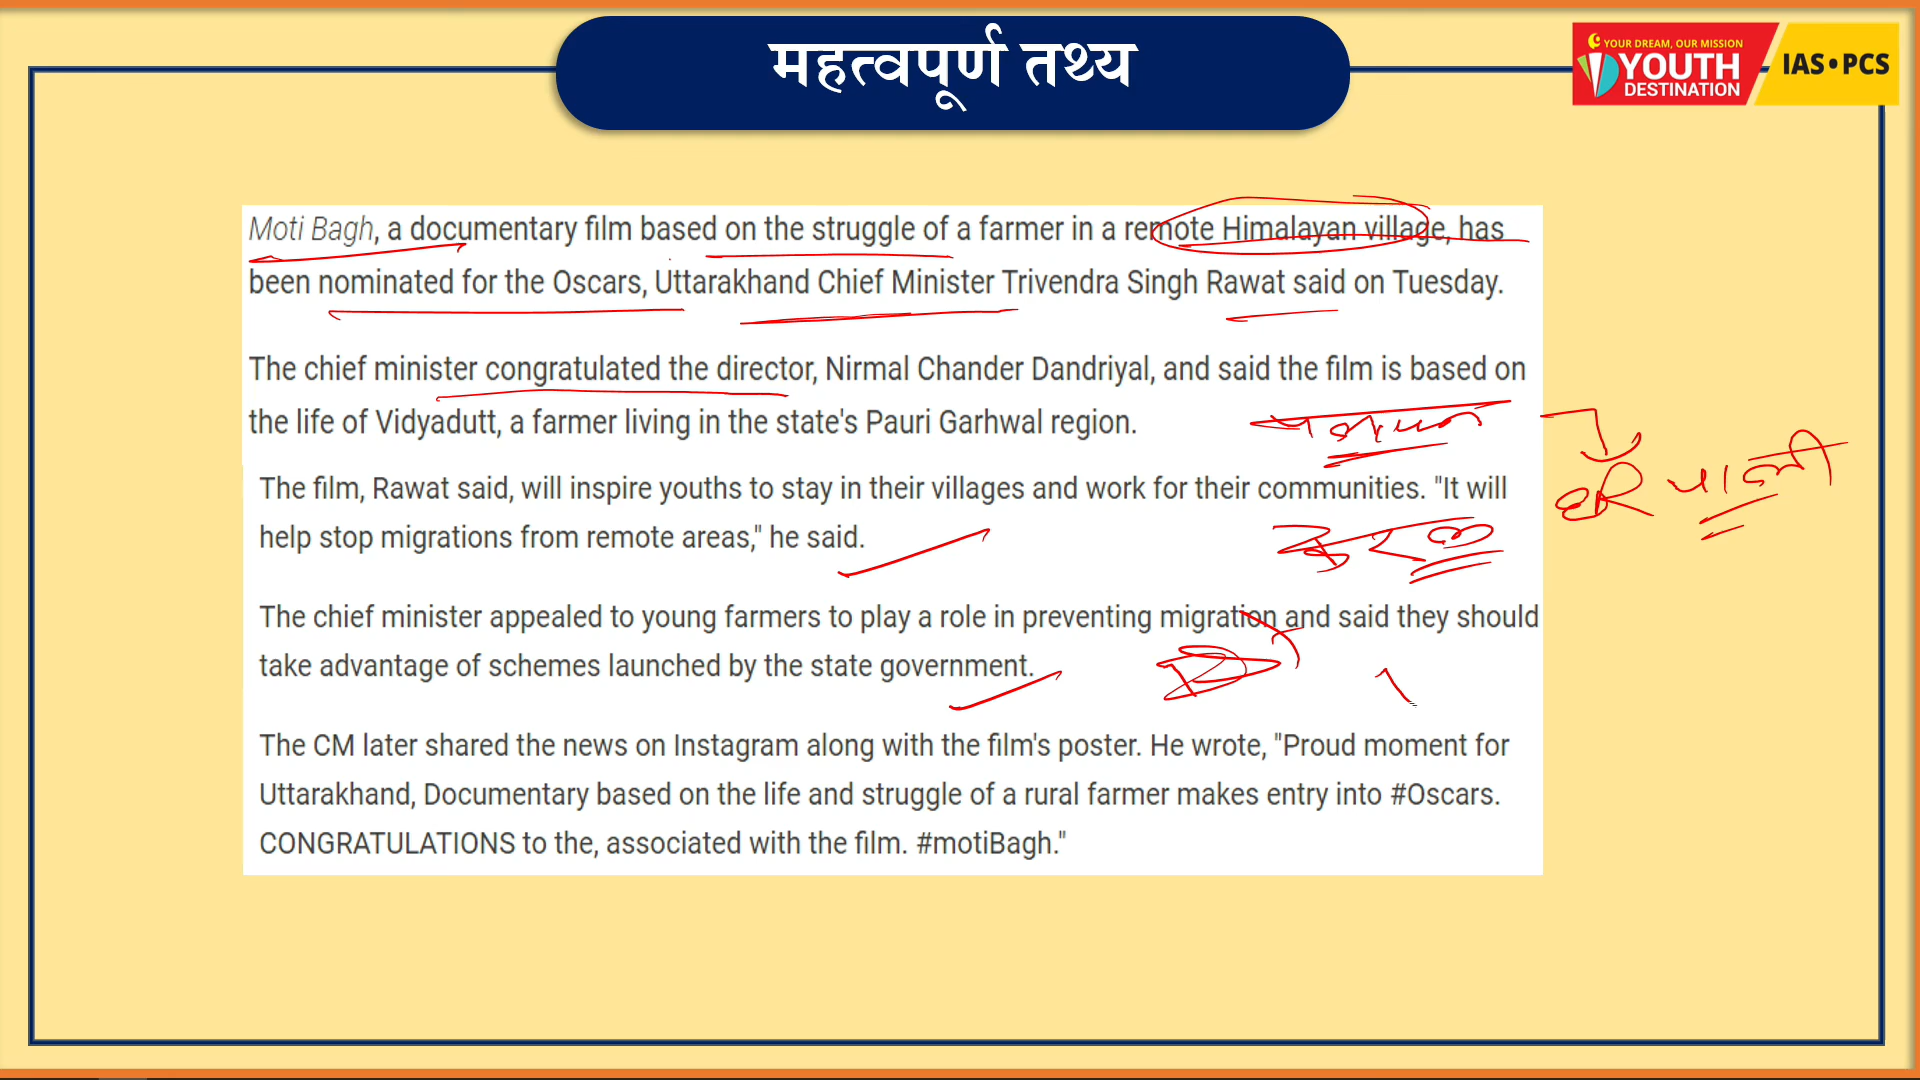 महत्वपूर्ण तथ्य
YOUR DREAM, OUR MISSION
YOUTH
DESTINATION
IAS•PCS
Moti Bagh, a documentary film based on the struggle of a farmer in a remote Himalayan village, has
been nominated for the Oscars, Uttarakhand Chief Minister Trivendra Singh Rawat said on Tuesday.
The chief minister congratulated the director, Nirmal Chander Dandriyal, and said the film is based on
the life of Vidyadutt, a farmer living in the state's Pauri Garhwal region.
The film, Rawat said, will inspire youths to stay in their villages and work for their communities. "It will
help stop migrations from remote areas," he said.
The chief minister appealed to young farmers to play a role in preventing migration and said they should
take advantage of schemes launched by the state government.
The CM later shared the news on Instagram along with the film's poster. He wrote, "Proud moment for
Uttarakhand, Documentary based on the life and struggle of a rural farmer makes entry into #Oscars.
CONGRATULATIONS to the, associated with the film. #motiBagh."